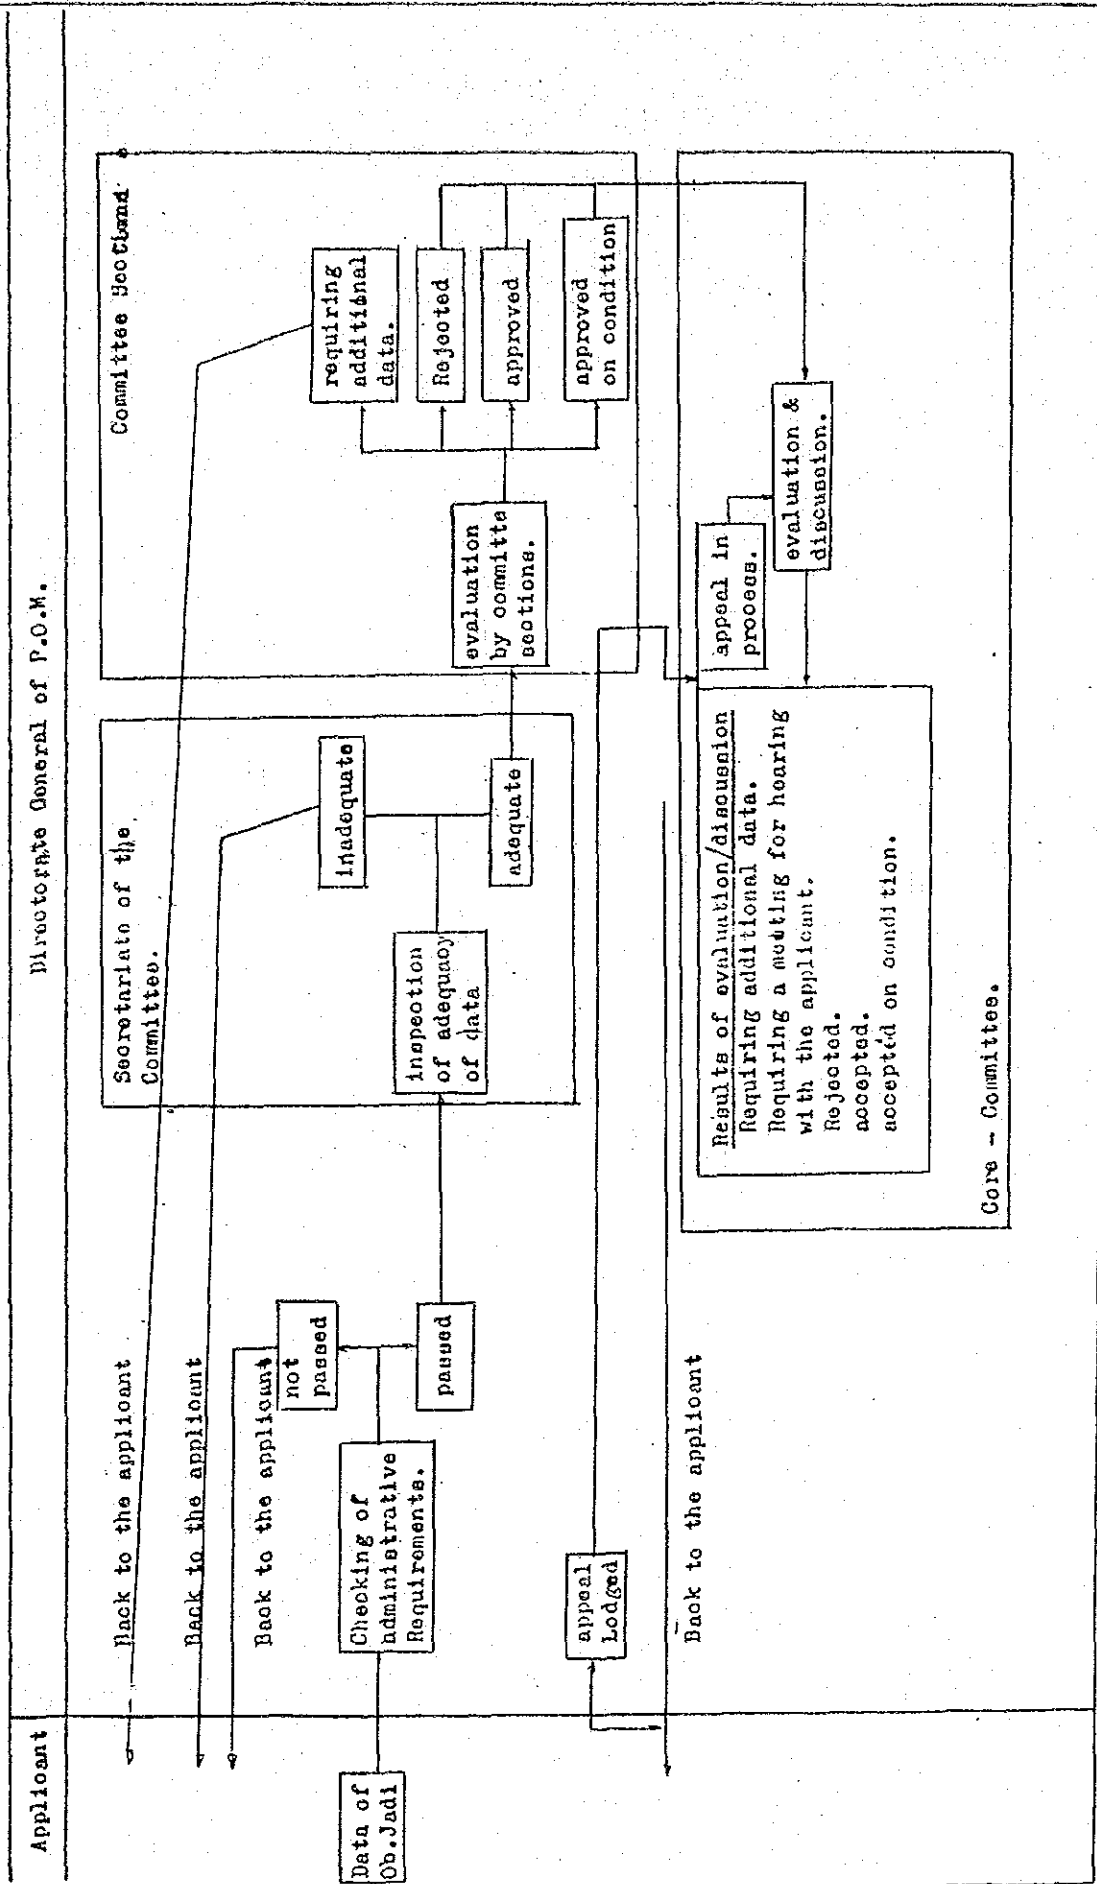 Applicant
Directorate General of P.O.M.
Back to the applicant
Back to the applicant
Back to the applicant
Data of
Ob.Jadi
Checking of
administrative
Requirements.
not
passed
passed
Secretariate of the
Committee.
inspection
of adequacy
of data
inadequate
adequate
Committee
evaluation
by committe
sections.
requiring
additional
data.
Rejected
approved
approved
on condition
appeal
Lodged
Back to the applicant
Results of evaluation/discussion
Requiring additional data.
Requiring a meeting for hearing
with the applicant.
Rejected.
accepted.
accepted on condition.
appeal in
process.
evaluation &
discussion.
Core - Committee.